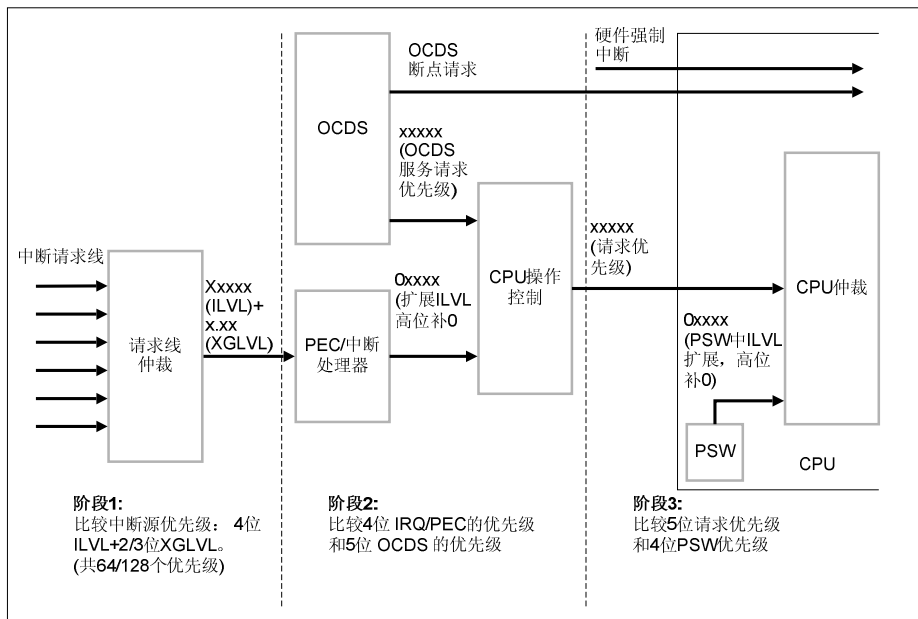 OCDS
断点请求
硬件强制
中断
OCDS
xxxxx
(OCDS
服务请求
优先级)
中断请求线
Xxxxx
(ILVL)+
x.xx
(XGLVL)
请求线
仲裁
0xxxx
(扩展ILVL
高位补0
PEC/中断
处理器
CPU操作
控制
xxxxx
(请求优
先级)
0xxxx
(PSW中ILVL
扩展，高位
补0)
CPU仲裁
PSW
CPU
阶段1:
比较中断源优先级： 4位
ILVL+2/3位XGLVL。
(共64/128个优先级)
阶段2:
比较4位 IRQ/PEC的优先级
和5位 OCDS 的优先级
阶段3:
比较5位请求优先级
和4位PSW优先级